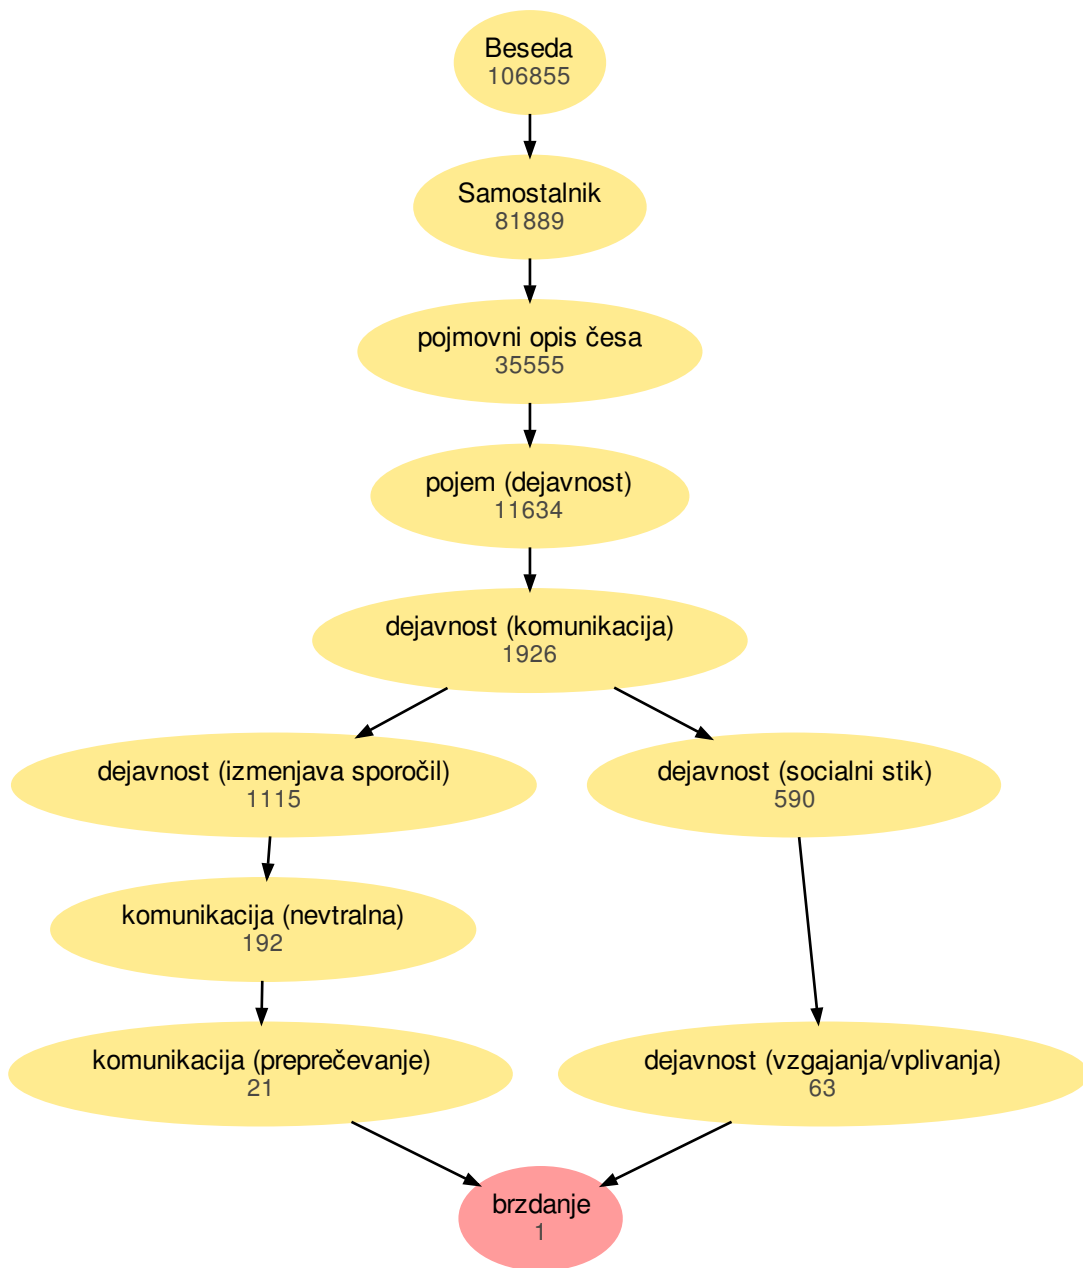 Beseda
106855
Samostalnik
81889
pojmovni opis česa
35555
pojem (dejavnost)
11634
dejavnost (komunikacija)
1926
dejavnost (izmenjava sporočil)
1115
dejavnost (socialni stik)
590
komunikacija (nevtralna)
192
komunikacija (preprečevanje)
21
dejavnost (vzgajanja/vplivanja)
63
brzdanje
1